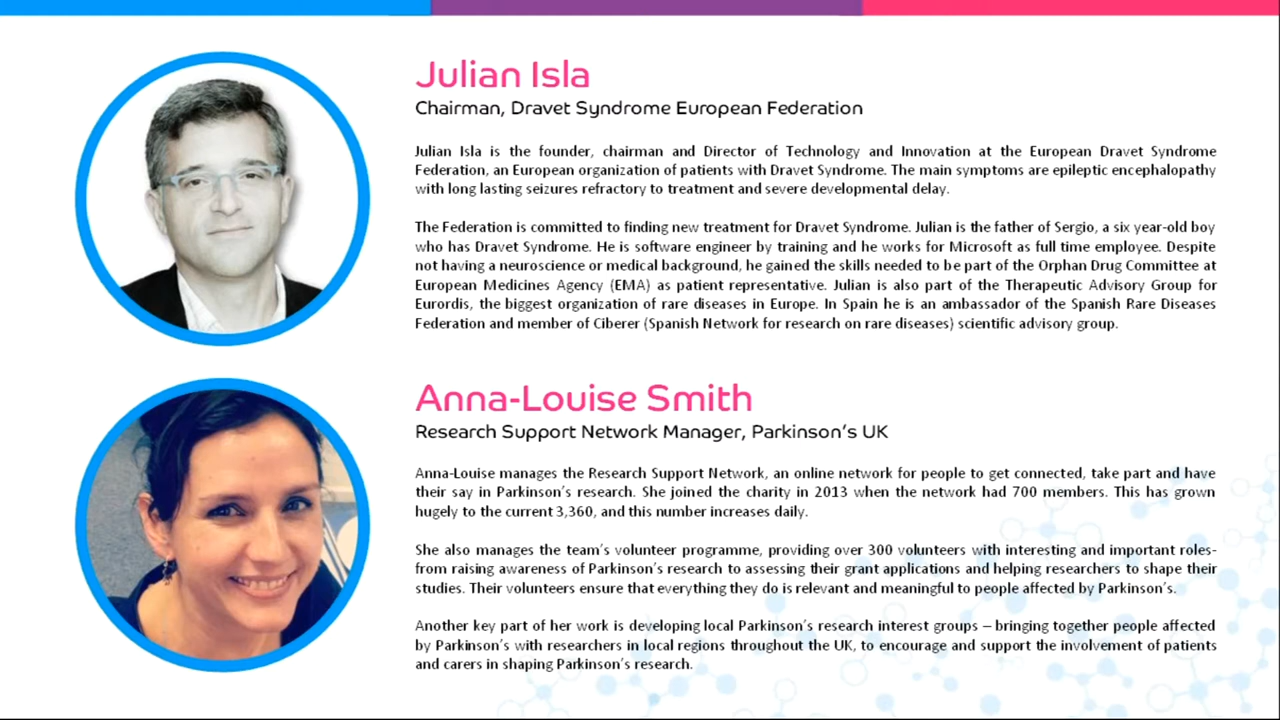 Julian Isla
Chairman, Dravet Syndrome European Federation
Julian Isla is the founder, chairman and Director of Technology and Innovation at the European Dravet Syndrome
Federation, an European organization of patients with Dravet Syndrome. The main symptoms are epileptic encephalopathy
with long lasting seizures refractory to treatment and severe developmental delay.
The Federation is committed to finding new treatment for Dravet Syndrome. Julian is the father of Sergio, a six year-old boy
who has Dravet Syndrome. He is software engineer by training and he works for Microsoft as full time employee. Despite
not having a neuroscience or medical background, he gained the skills needed to be part of the Orphan Drug Committee at
European Medicines Agency (EMA) as patient representative. Julian is also part of the Therapeutic Advisory Group for
Eurordis, the biggest organization of rare diseases in Europe. In Spain he is an ambassador of the Spanish Rare Diseases
Federation and member of Ciberer (Spanish Network for research on rare diseases) scientific advisory group.
Anna-Louise Smith
Research Support Network Manager, Parkinson's UK
Anna-Louise manages the Research Support Network, an online network for people to get connected, take part and have
their say in Parkinson's research. She joined the charity in 2013 when the network had 700 members. This has grown
hugely to the current 3,360, and this number increases daily.
She also manages the team's volunteer programme, providing over 300 volunteers with interesting and important roles-
from raising awareness of Parkinson's research to assessing their grant applications and helping researchers to shape their
studies. Their volunteers ensure that everything they do is relevant and meaningful to people affected by Parkinson's.
Another key part of her work is developing local Parkinson's research interest groups – bringing together people affected
by Parkinson's with researchers in local regions throughout the UK, to encourage and support the involvement of patients
and carers in shaping Parkinson's research.